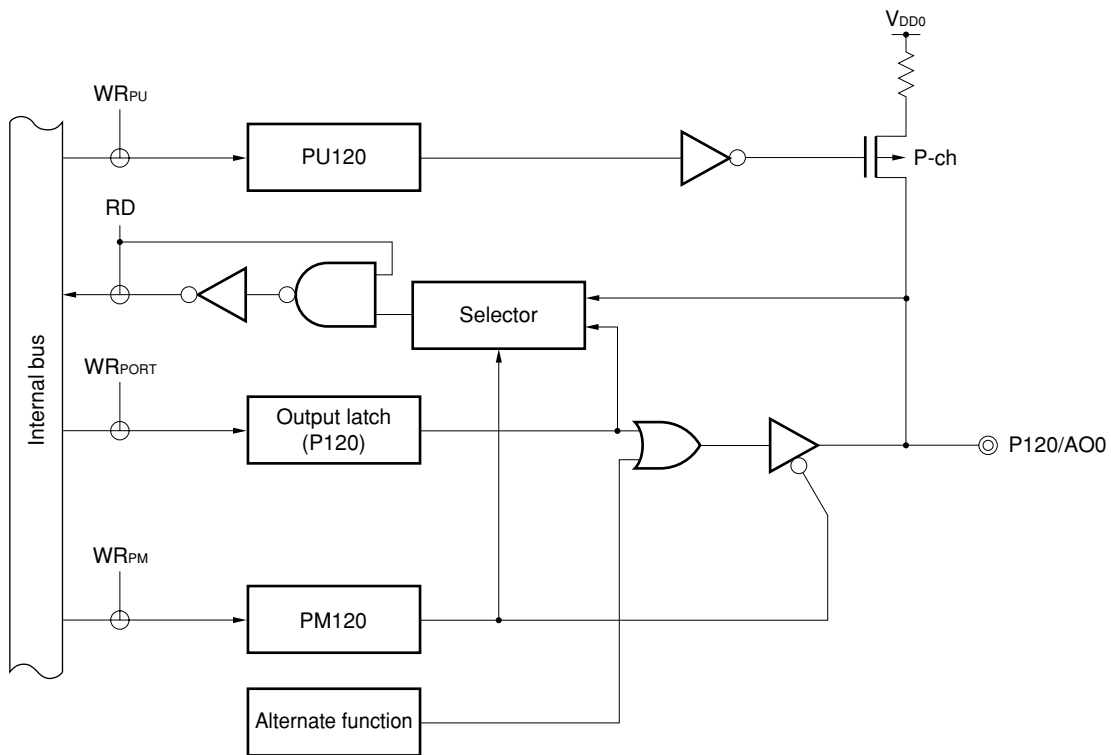 VDD0
WRPU
PU120
P-ch
RD
Selector
Internal bus
WRPORT
Output latch
(P120)
P120/AO0
WRPM
PM120
Alternate function